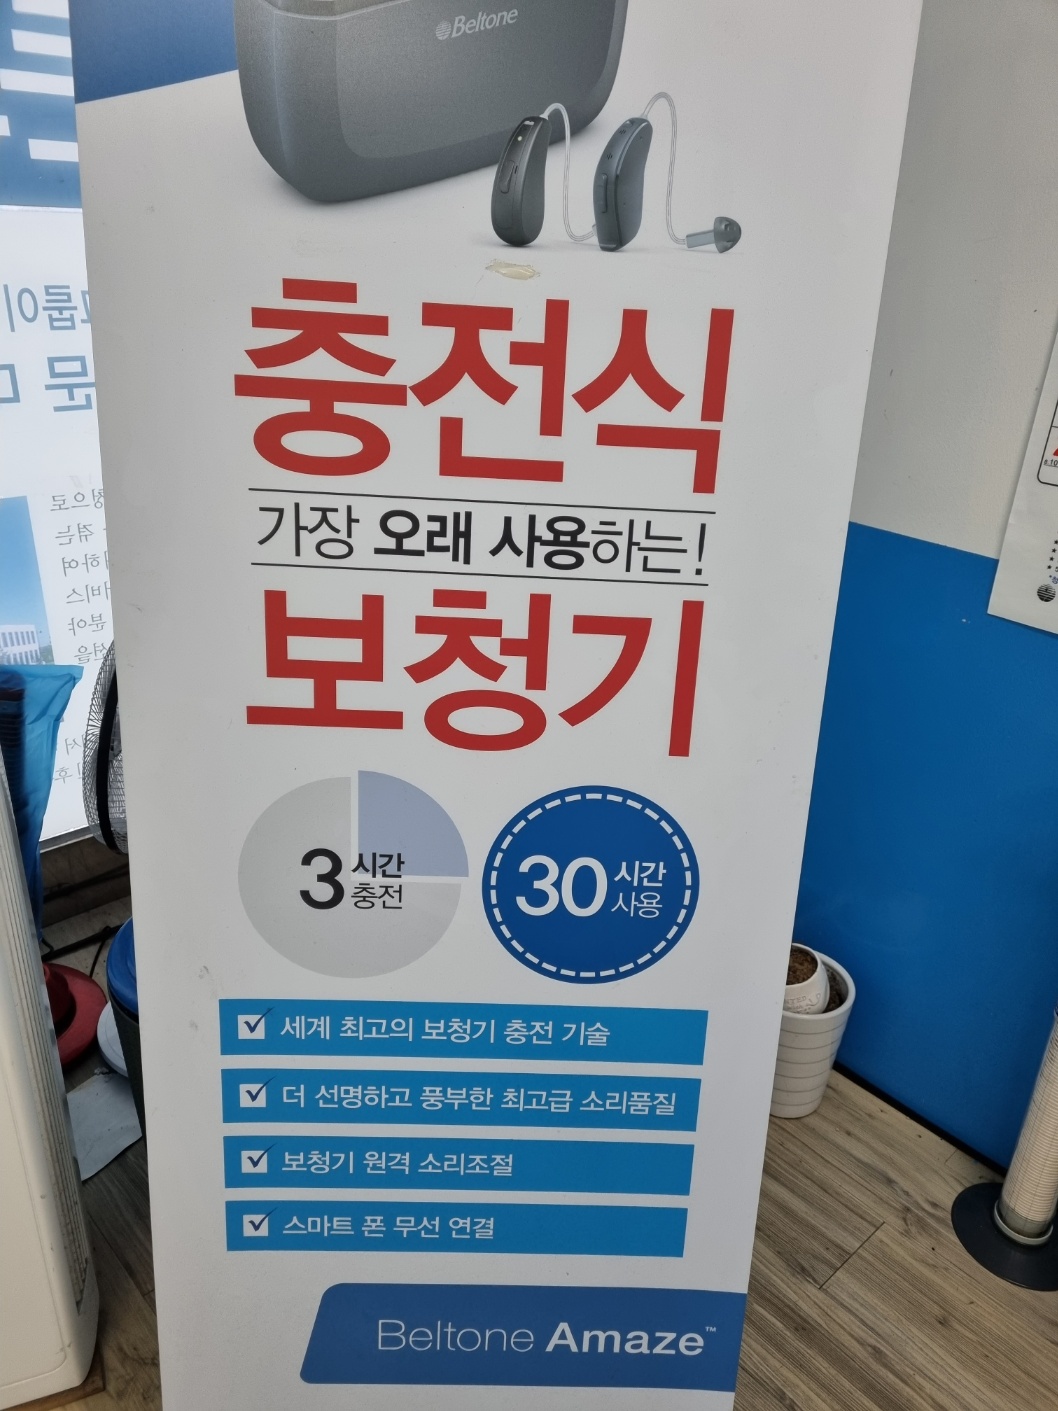 Beltone
충전식
가장 오래 사용하는!
보청기
3 시간 충전
30 시간 사용
세계 최고의 보청기 충전 기술
더 선명하고 풍부한 최고급 소리품질
보청기 원격 소리조절
스마트 폰 무선 연결
Beltone Amaze™